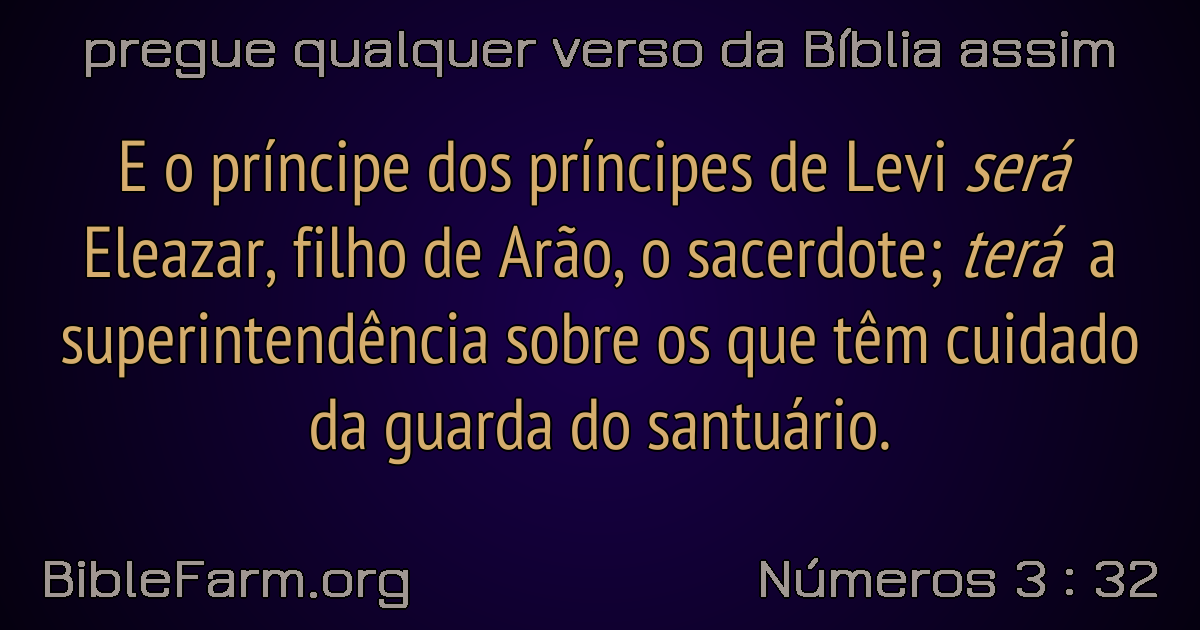 pregue qualquer verso da Bíblia assim
E o príncipe dos príncipes de Levi será
Eleazar, filho de Arão, o sacerdote; terá a
superintendência sobre os que têm cuidado
da guarda do santuário.
BibleFarm.org
Números 3 : 32